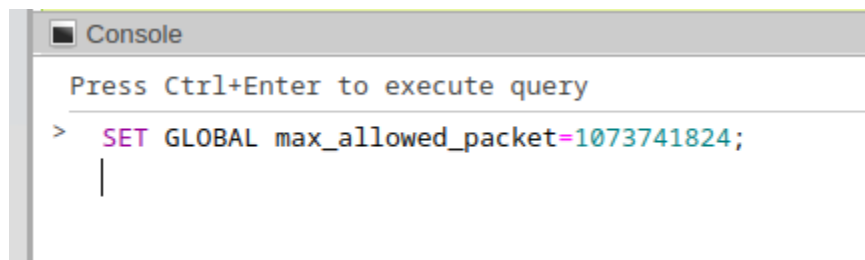 Console
Press Ctrl+Enter to execute query
> SET GLOBAL max_allowed_packet=1073741824;